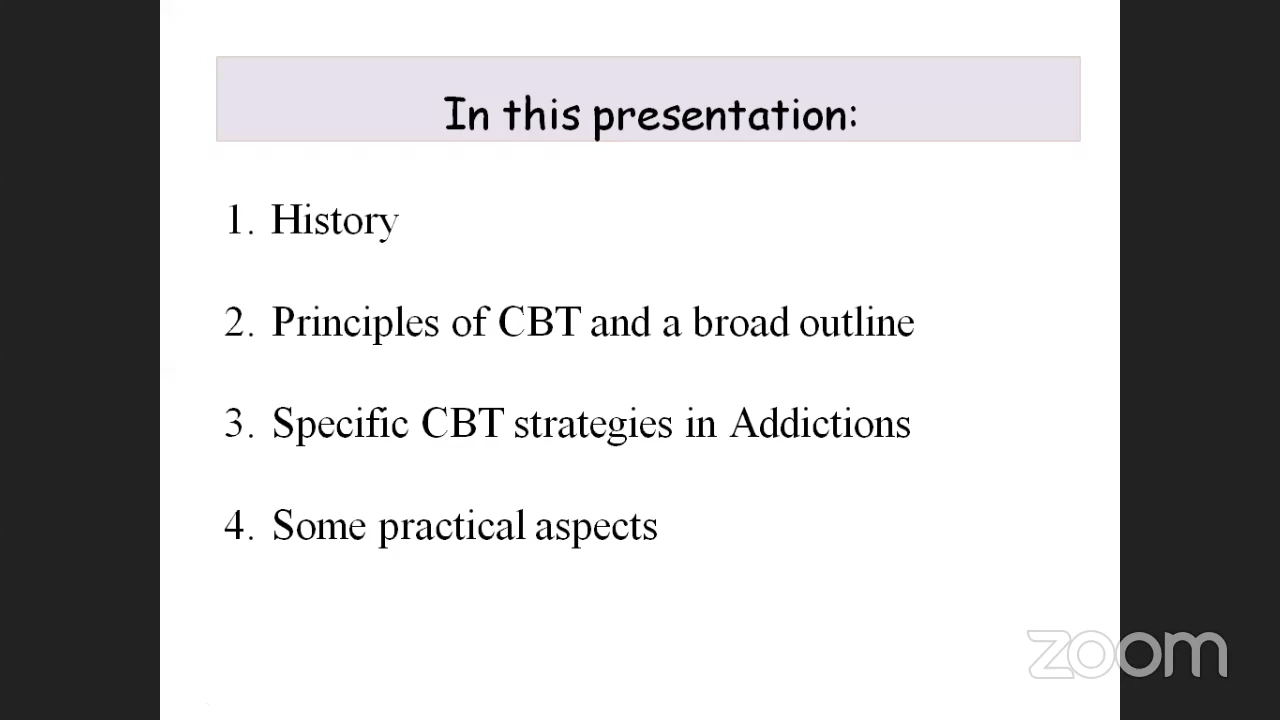 In this presentation:
1. History
2. Principles of CBT and a broad outline
3. Specific CBT strategies in Addictions
4. Some practical aspects
zoom